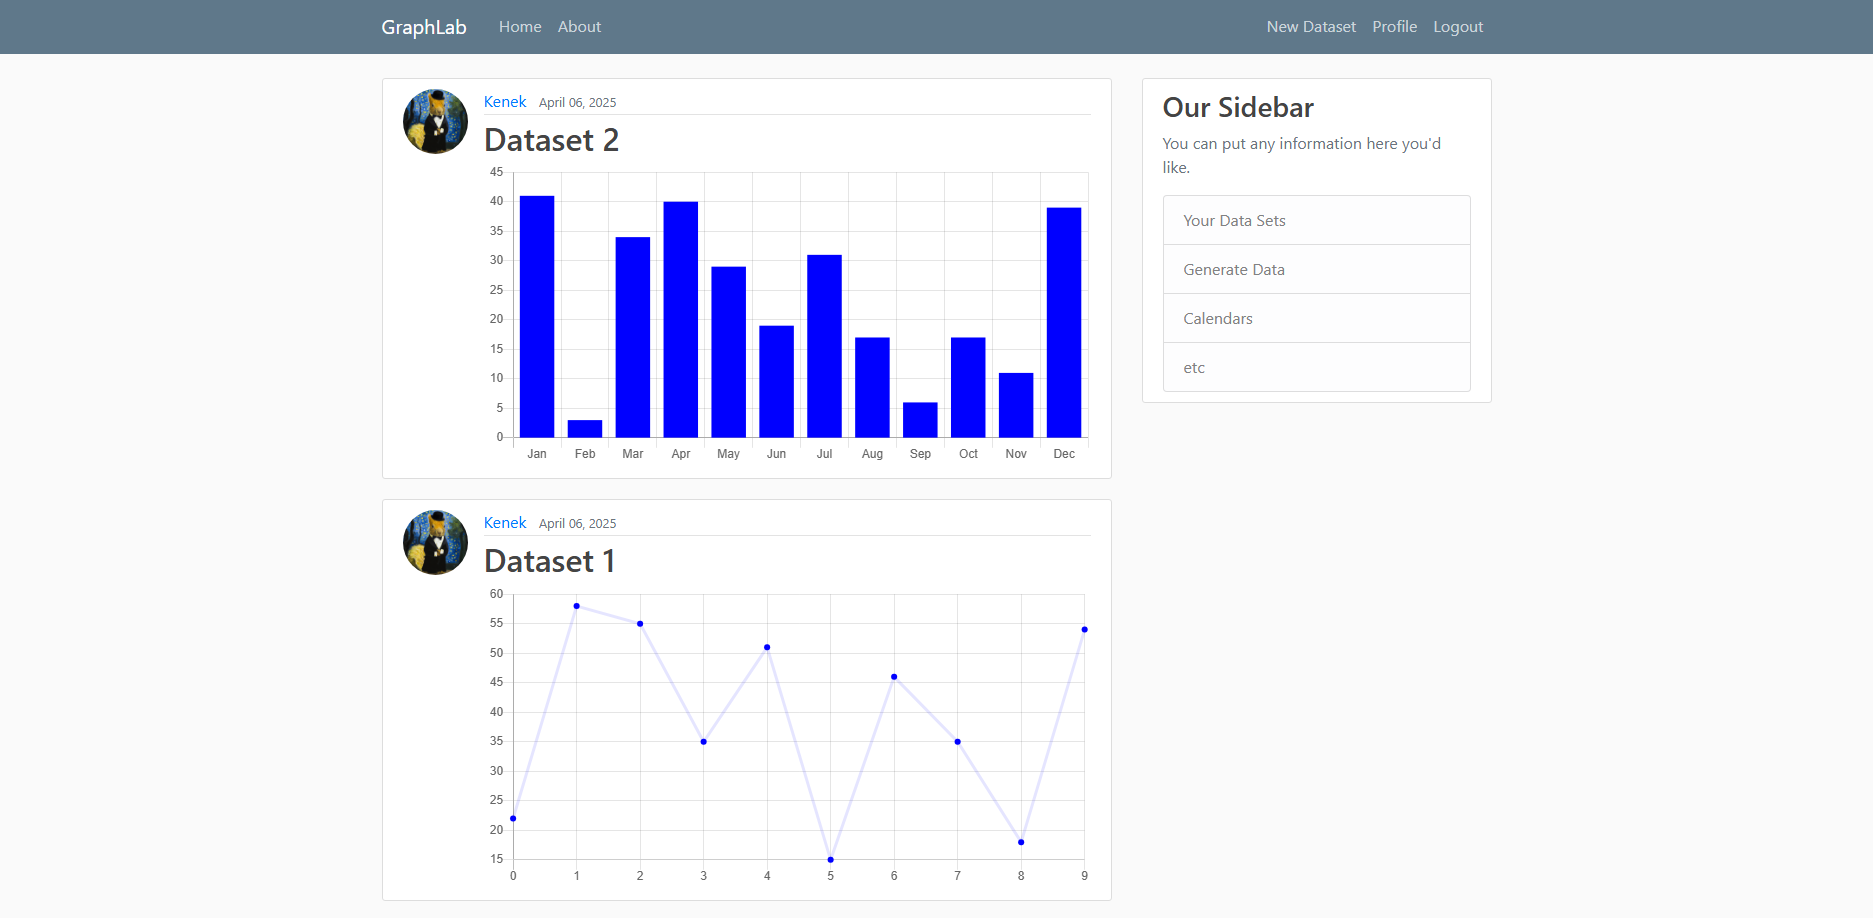 GraphLab Home About New Dataset Profile Logout
Kenek April 06, 2025
Dataset 2
45
40
35
30
25
20
15
10
5
0
Jan Feb Mar Apr May Jun Jul Aug Sep Oct Nov Dec
Kenek April 06, 2025
Dataset 1
60
55
50
45
40
35
30
25
20
15
0 1 2 3 4 5 6 7 8 9
Our Sidebar
You can put any information here you'd
like.
Your Data Sets
Generate Data
Calendars
etc